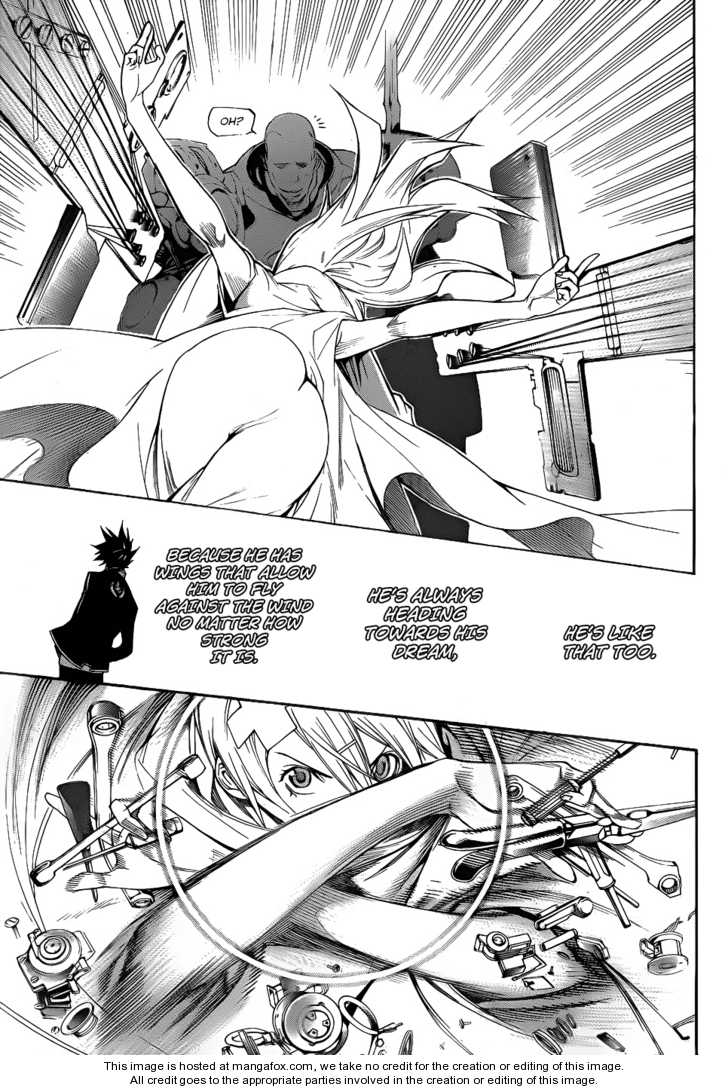 OH?
HE'S LIKE
THAT TOO.
HE'S ALWAYS
HEADING
TOWARDS HIS
DREAM,
BECAUSE HE HAS
WINGS THAT ALLOW
HIM TO FLY
AGAINST THE WIND
NO MATTER HOW
STRONG
IT IS.
This image is hosted at mangafox.com, we take no credit for the creation or editing of this image.
All credit goes to the appropriate parties involved in the creation or editing of this image.